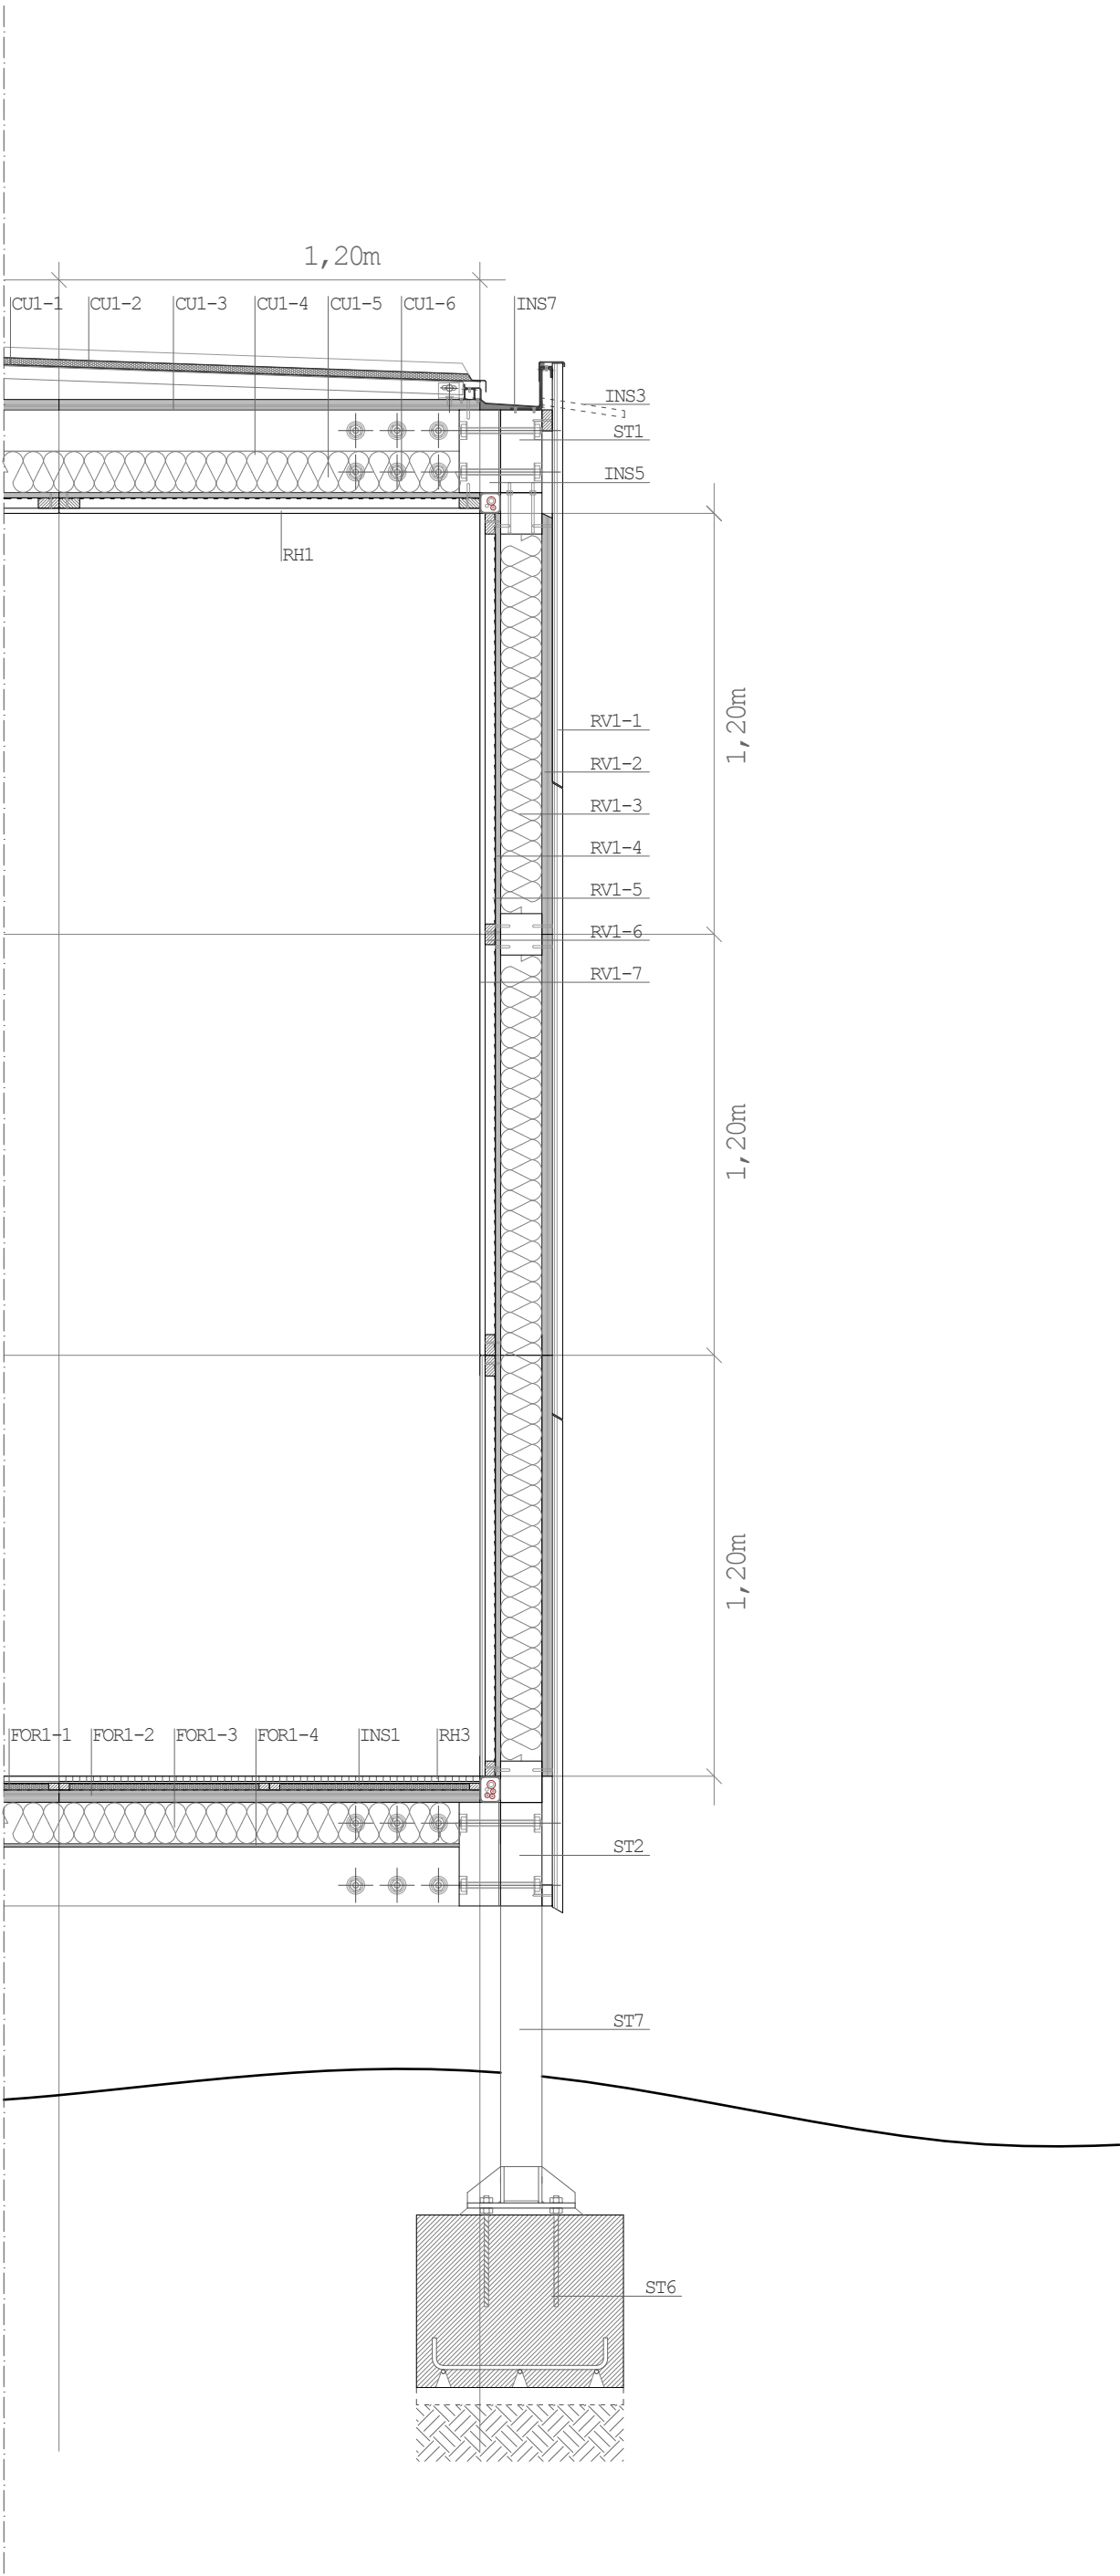 1,20m
CU1-1 CU1-2 CU1-3 CU1-4 CU1-5 CU1-6 INS7
INS3
ST1
INS5
RH1
1,20m
RV1-1
RV1-2
RV1-3
RV1-4
RV1-5
RV1-6
RV1-7
1,20m
1,20m
FOR1-1 FOR1-2 FOR1-3 FOR1-4 INS1 RH3
ST2
ST7
ST6